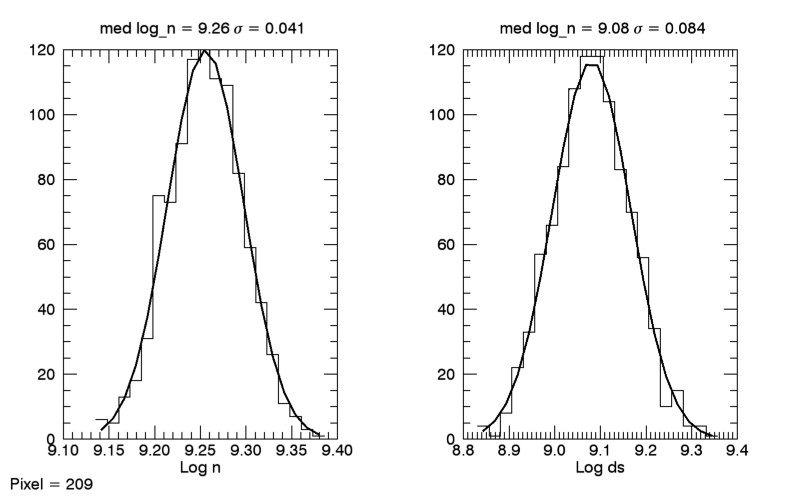 med log_n = 9.26 σ = 0.041
med log_n = 9.08 σ = 0.084
120
100
80
60
40
20
0
9.10 9.15 9.20 9.25 9.30 9.35 9.40
Log n
120
100
80
60
40
20
0
8.8 8.9 9.0 9.1 9.2 9.3 9.4
Log ds
Pixel = 209